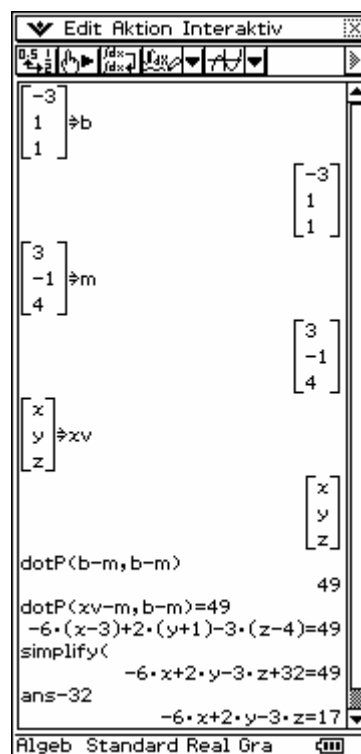 Edit Aktion Interaktiv
[-3
1
1]⇒b
[-3
1
1]
[3
-1
4]⇒m
[3
-1
4]
[x
y
z]⇒xv
[x
y
z]
dotP(b-m,b-m)
49
dotP(xv-m,b-m)=49
-6·(x-3)+2·(y+1)-3·(z-4)=49
simplify(
-6·x+2·y-3·z+32=49
ans-32
-6·x+2·y-3·z=17
Algeb Standard Real Gra